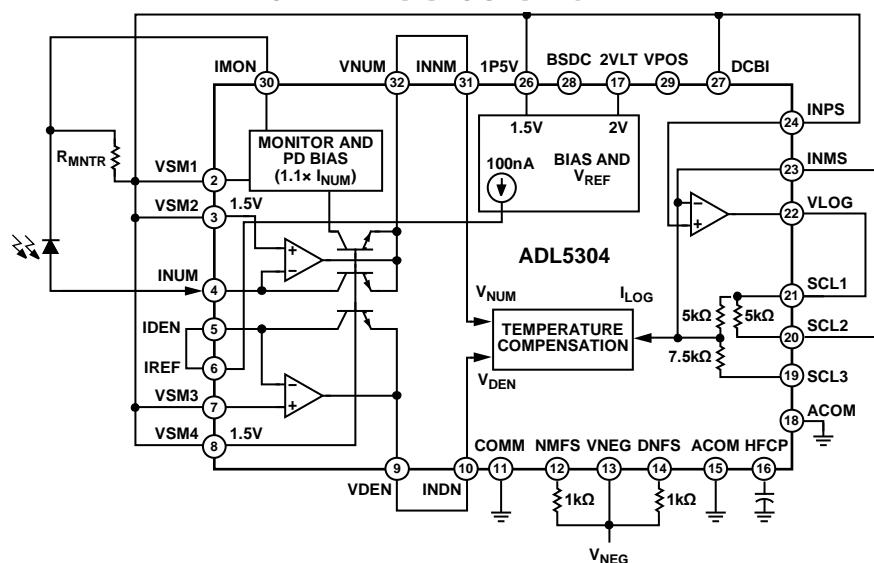 IMON
VNUM
INNM
1P5V
BSDC
2VLT
VPOS
DCBI
30
32
31
26
28
17
29
27
INPS
24
1.5V
2V
RMNTR
MONITOR AND
PD BIAS
(1.1× INUM)
100nA
BIAS AND
VREF
INMS
23
VSM1
2
VSM2
3
1.5V
VLOG
22
INUM
4
ADL5304
VNUM
ILOG
SCL1
21
IDEN
5
5kΩ
5kΩ
TEMPERATURE
COMPENSATION
SCL2
20
IREF
6
7.5kΩ
VDEN
SCL3
19
VSM3
7
VSM4
8
1.5V
ACOM
18
COMM
NMFS
VNEG
DNFS
ACOM
HFCP
9
10
11
12
13
14
15
16
VDEN
INDN
1kΩ
1kΩ
VNEG